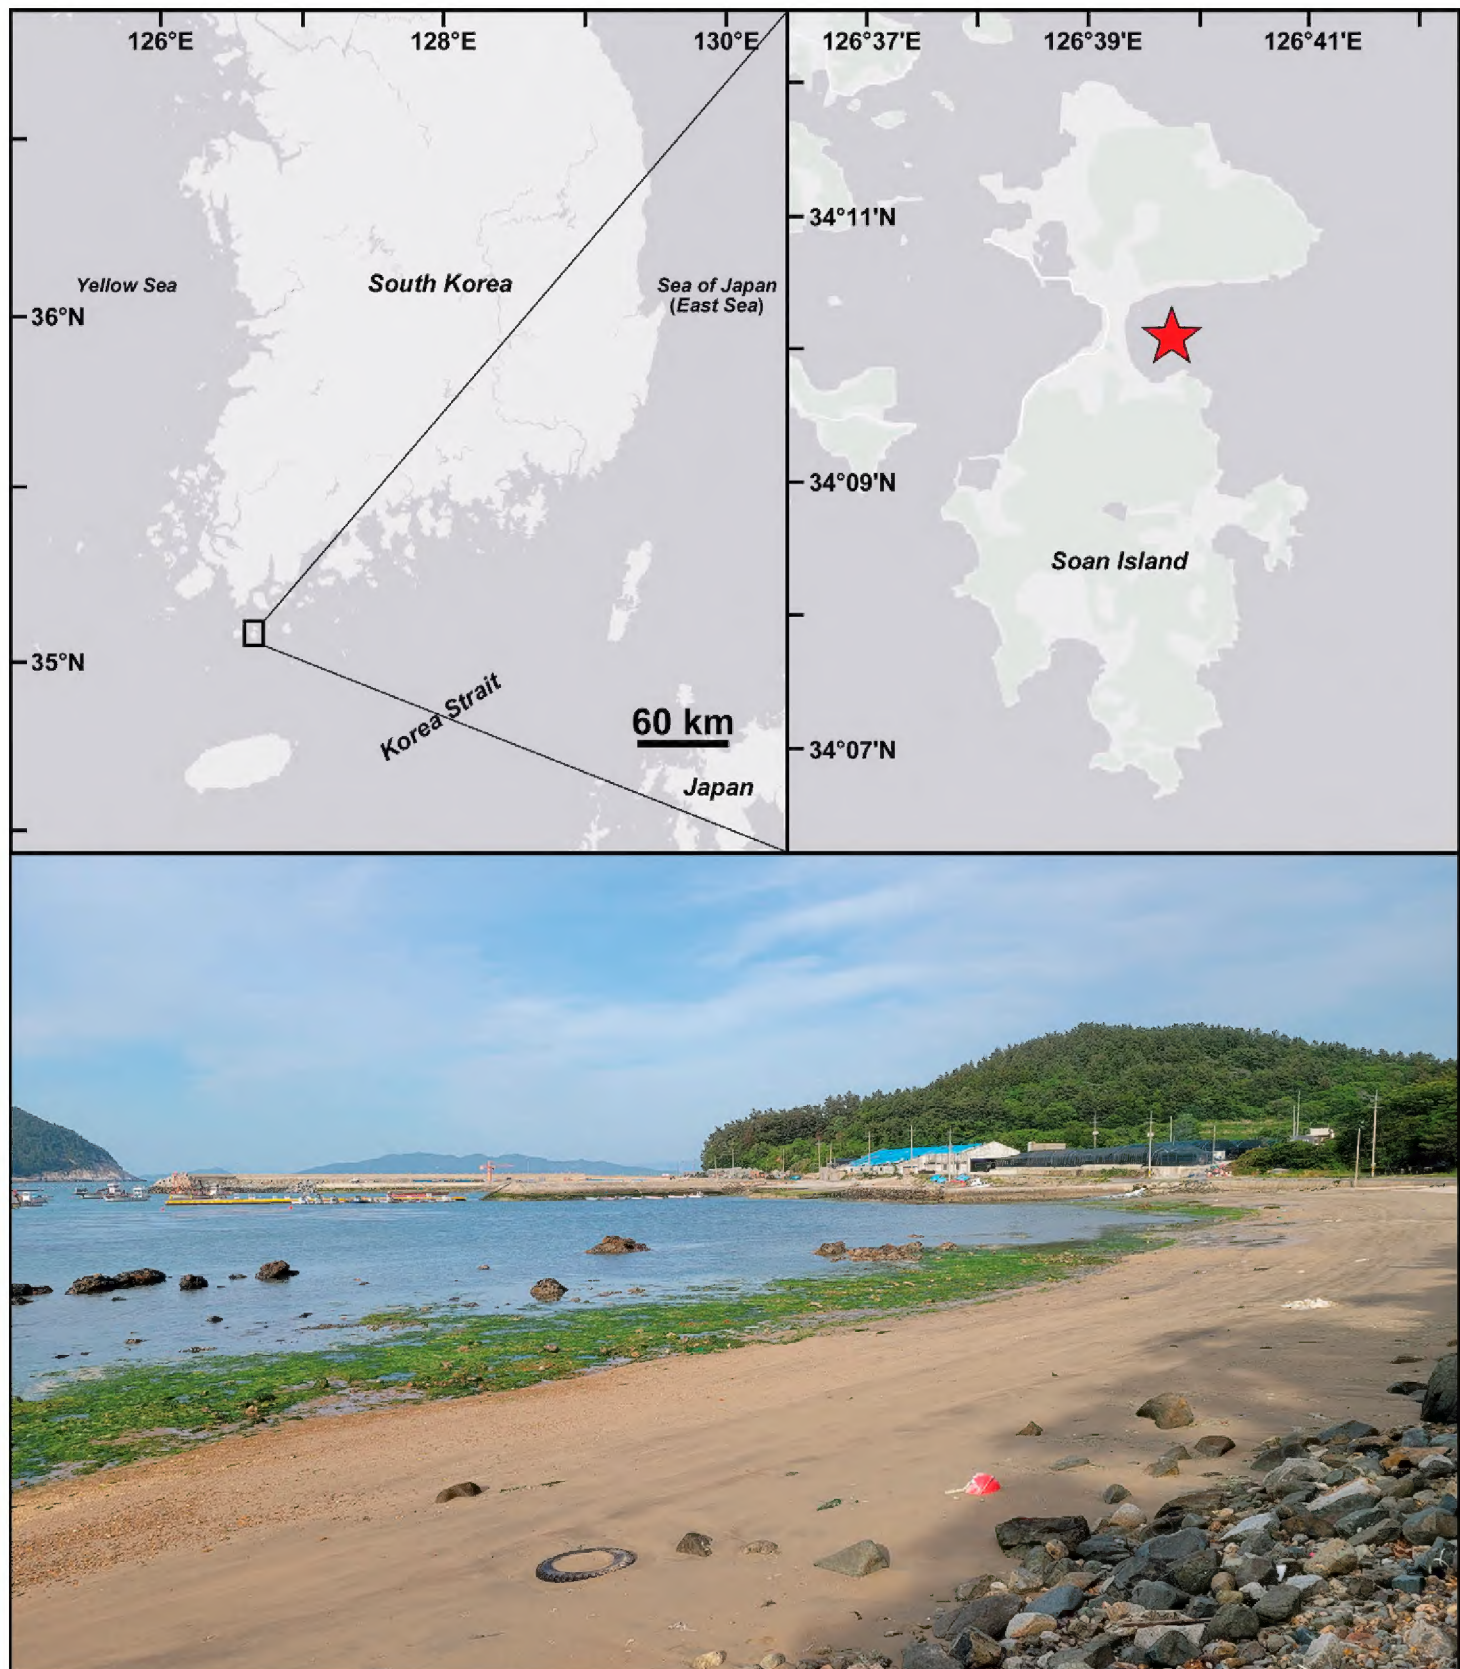 126°E 128°E 130°E
Yellow Sea
South Korea
Sea of Japan
(East Sea)
36°N
35°N
Korea Strait
60 km
Japan
126°37'E 126°39'E 126°41'E
34°11'N
34°09'N
Soan Island
34°07'N